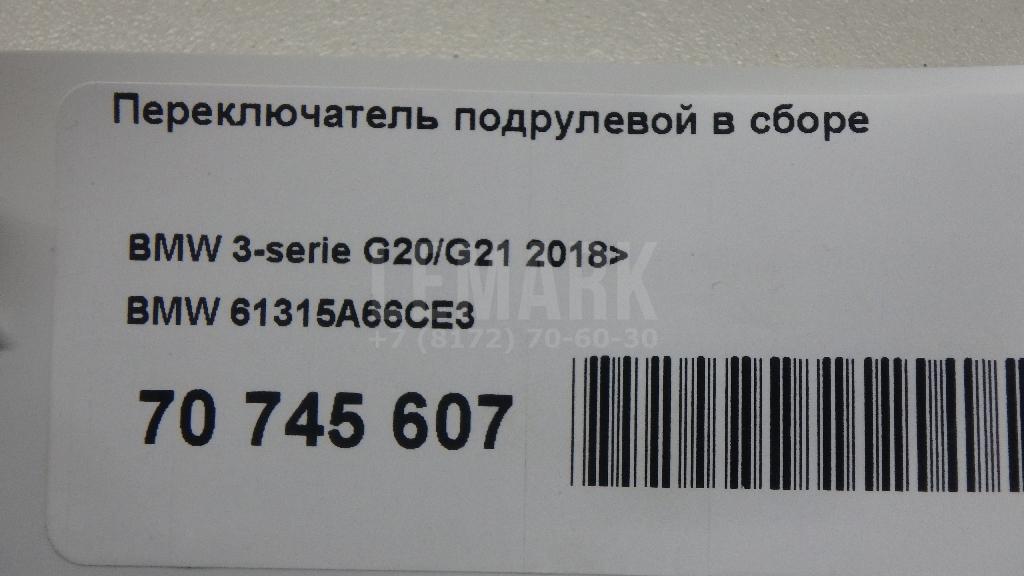 Переключатель подрулевой в сборе
BMW 3-serie G20/G21 2018>
LEMARK
BMW 61315A66CE3
+7 (8172) 70-60-30
70 745 607